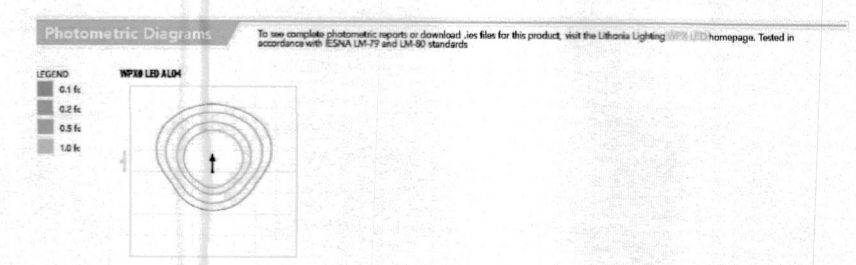 Photometric Diagrams
To see complete photometric reports or download .ies files for this product, visit the Lithonia Lighting WPX LED homepage. Tested in
accordance with IESNA LM-79 and LM-80 standards
LEGEND
0.1 fc
0.2 fc
0.5 fc
1.0 fc
WPX0 LED ALO4